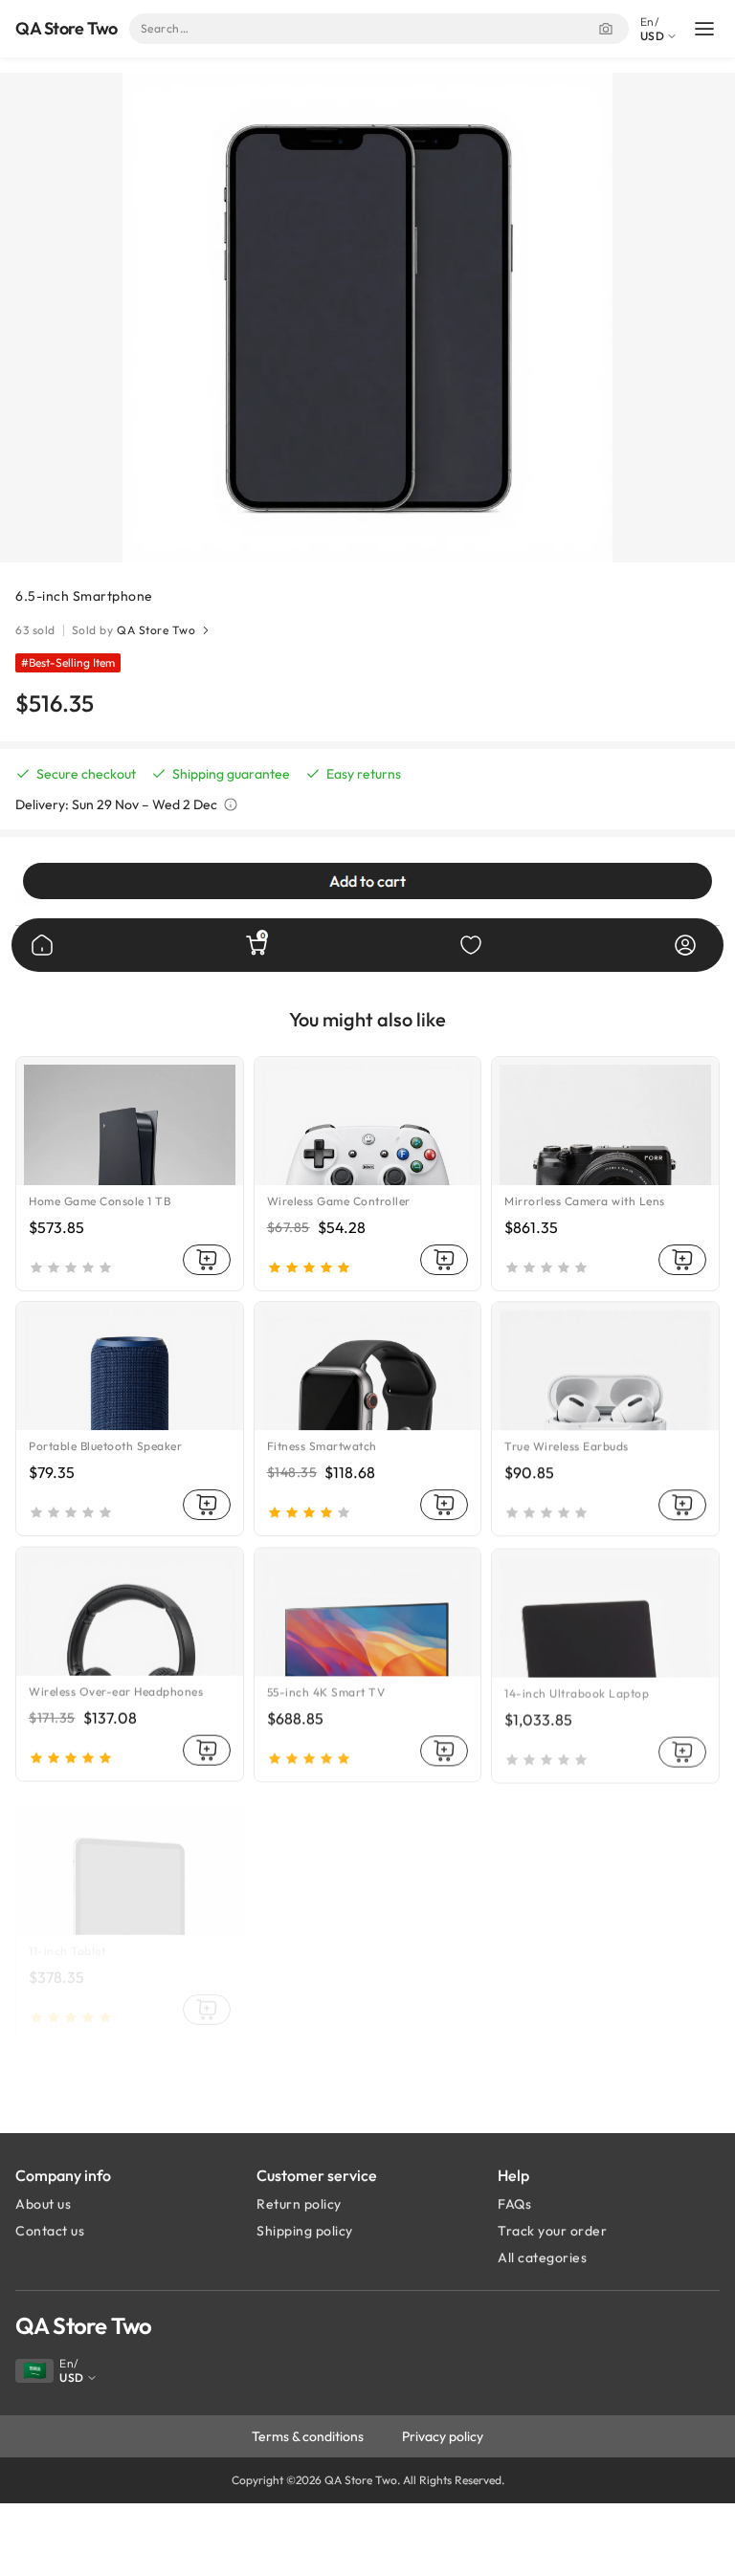 QA Store Two
Search...
En/
USD
6.5-inch Smartphone
63 sold
Sold by QA Store Two
#Best-Selling Item
$516.35
Secure checkout
Shipping guarantee
Easy returns
Delivery: Sun 29 Nov – Wed 2 Dec
Add to cart
0
You might also like
Home Game Console 1 TB
$573.85
Wireless Game Controller
$67.85 $54.28
Mirrorless Camera with Lens
$861.35
Portable Bluetooth Speaker
$79.35
Fitness Smartwatch
$148.35 $118.68
True Wireless Earbuds
$90.85
Wireless Over-ear Headphones
$171.35 $137.08
55-inch 4K Smart TV
$688.85
14-inch Ultrabook Laptop
$1,033.85
11-inch Tablet
$378.35
Company info
About us
Contact us
Customer service
Return policy
Shipping policy
Help
FAQs
Track your order
All categories
QA Store Two
En/
USD
Terms & conditions
Privacy policy
Copyright ©2026 QA Store Two. All Rights Reserved.